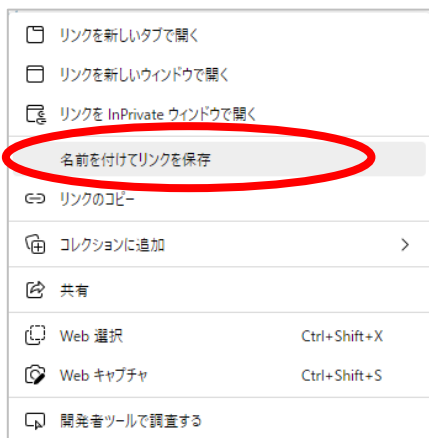 リンクを新しいタブで開く
リンクを新しいウィンドウで開く
リンクを InPrivate ウィンドウで開く
名前を付けてリンクを保存
リンクのコピー
コレクションに追加
共有
Web 選択 Ctrl+Shift+X
Web キャプチャ Ctrl+Shift+S
開発者ツールで調査する